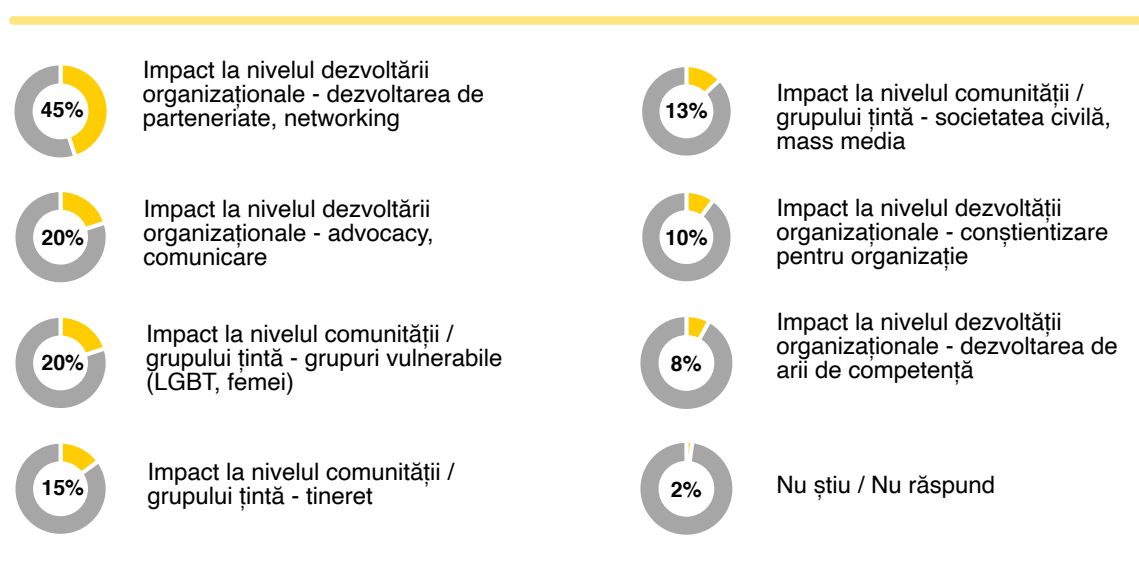 45%
Impact la nivelul dezvoltării
organizaționale - dezvoltarea de
parteneriate, networking
20%
Impact la nivelul dezvoltării
organizaționale - advocacy,
comunicare
20%
Impact la nivelul comunității /
grupului țintă - grupuri vulnerabile
(LGBT, femei)
15%
Impact la nivelul comunității /
grupului țintă - tineret
13%
Impact la nivelul comunității /
grupului țintă - societatea civilă,
mass media
10%
Impact la nivelul dezvoltății
organizaționale - conștientizare
pentru organizație
8%
Impact la nivelul dezvoltății
organizaționale - dezvoltarea de
arii de competență
2%
Nu știu / Nu răspund